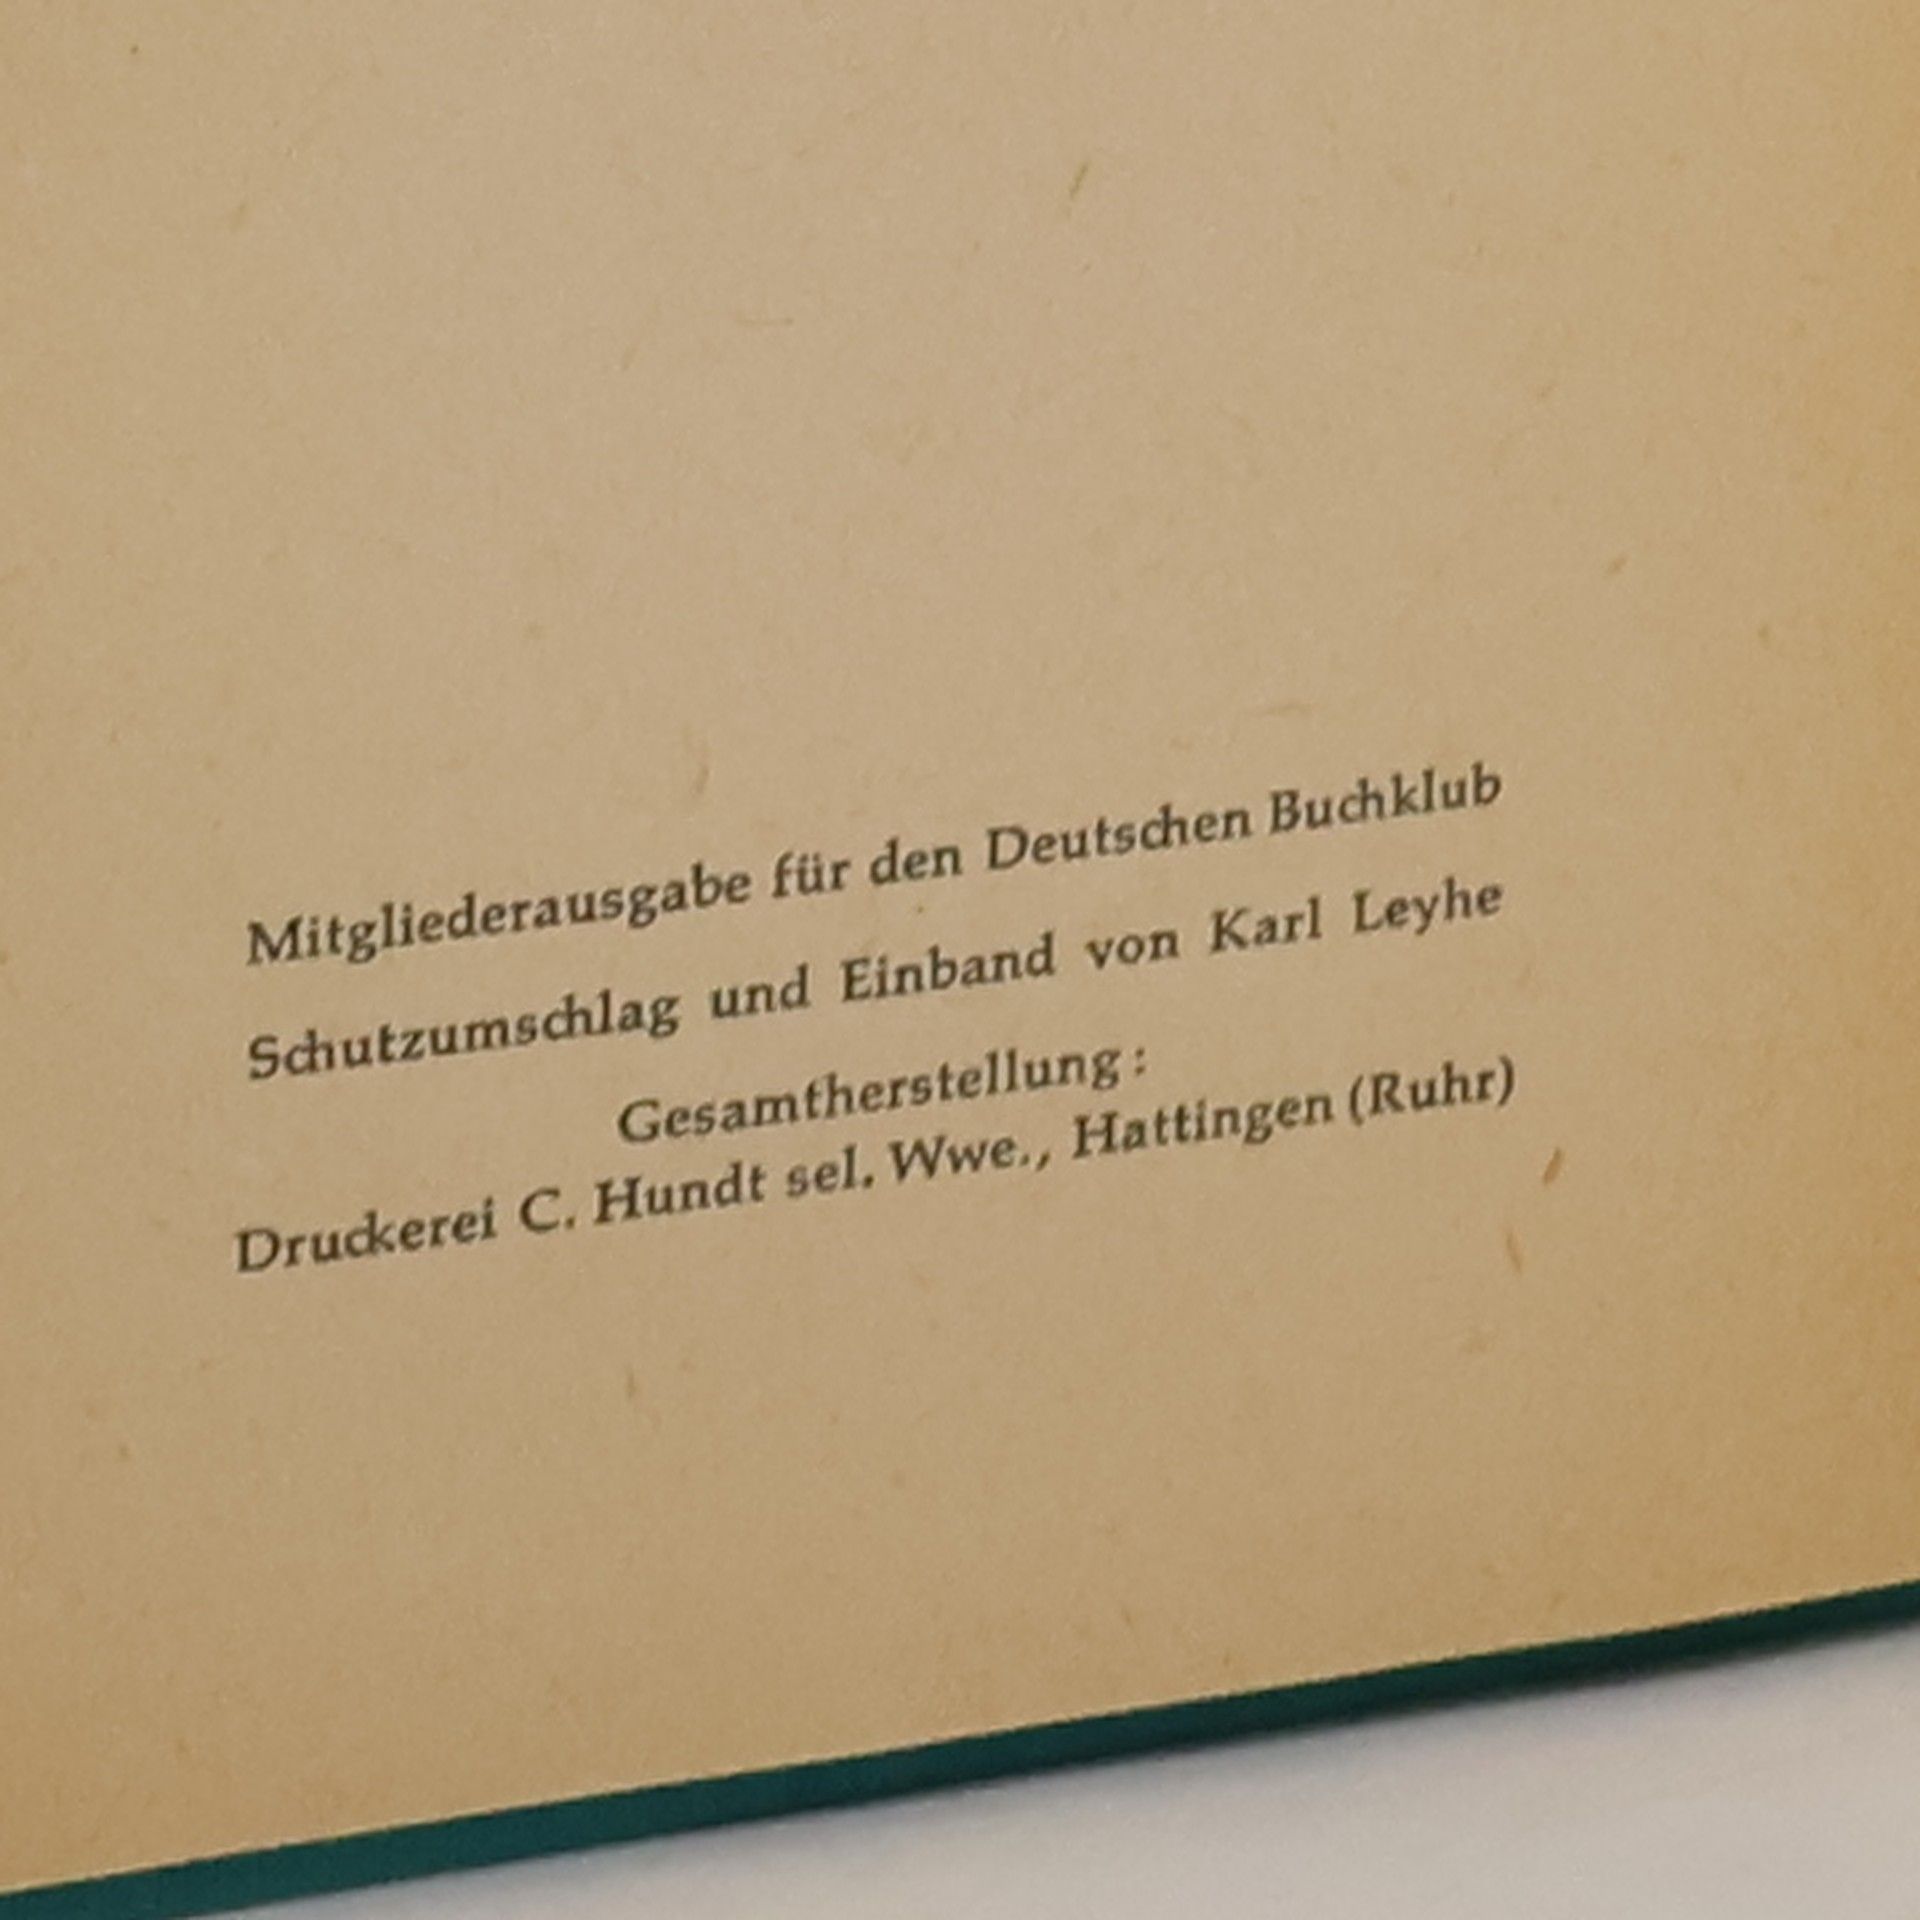 Mitgliederausgabe für den Deutschen Buchklub
Schutzumschlag und Einband von Karl Leyhe
Gesamtherstellung:
Druckerei C. Hundt sel. Wwe., Hattingen (Ruhr)